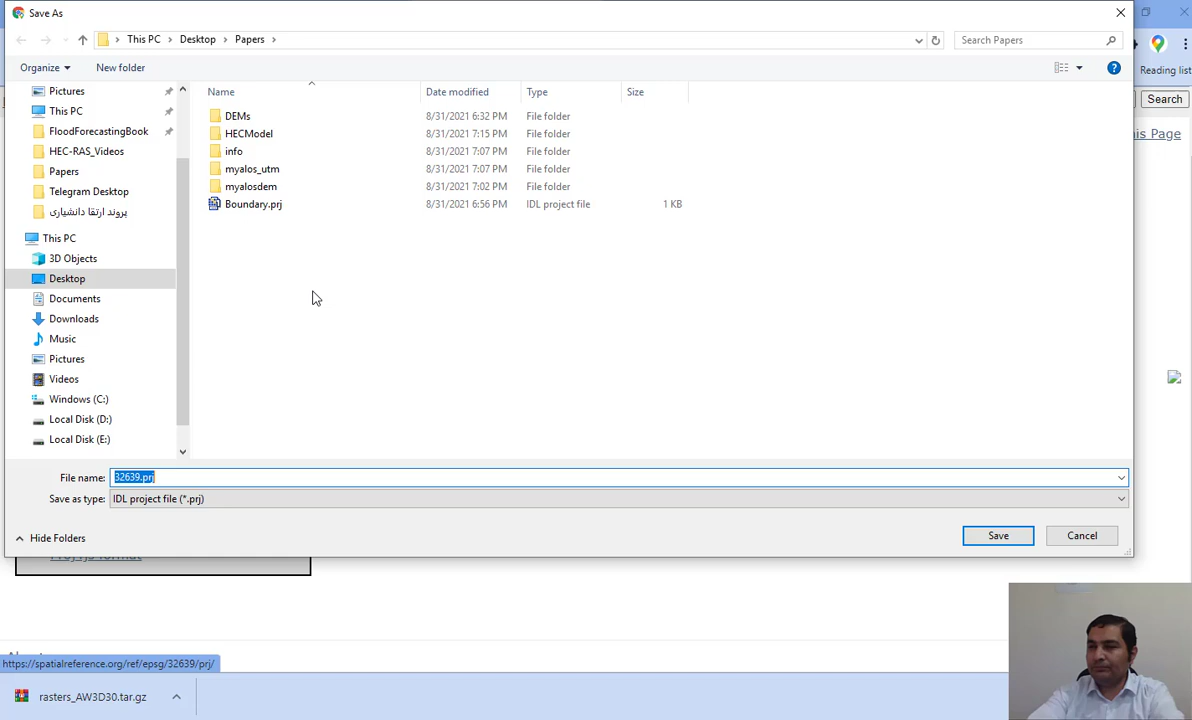 Save As
This PC > Desktop > Papers >
Search Papers
Organize
New folder
Reading list
Search
his Page
Name
Date modified
Type
Size
DEMs 8/31/2021 6:32 PM File folder
HECModel 8/31/2021 7:15 PM File folder
info 8/31/2021 7:07 PM File folder
myalos_utm 8/31/2021 7:07 PM File folder
myalosdem 8/31/2021 7:02 PM File folder
Boundary.prj 8/31/2021 6:56 PM IDL project file 1 KB
Pictures
This PC
FloodForecastingBook
HEC-RAS_Videos
Papers
Telegram Desktop
پروند ارتقا دانشیاری
This PC
3D Objects
Desktop
Documents
Downloads
Music
Pictures
Videos
Windows (C:)
Local Disk (D:)
Local Disk (E:)
File name: 32639.prj
Save as type: IDL project file (*.prj)
Hide Folders
Save
Cancel
https://spatialreference.org/ref/epsg/32639/prj/
rasters_AW3D30.tar.gz